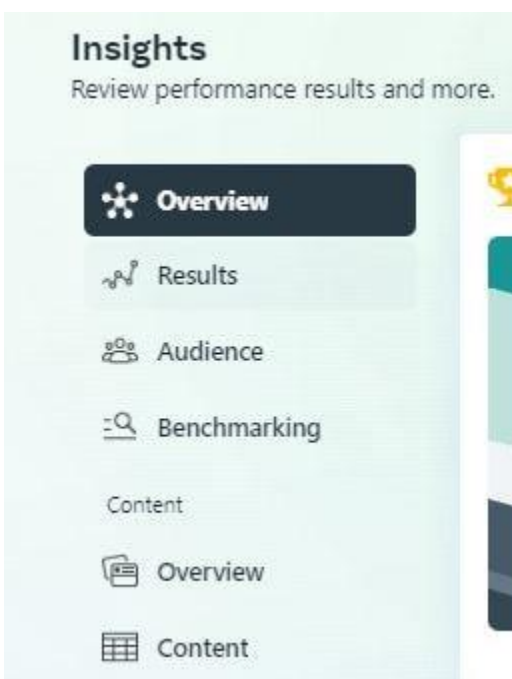 Insights
Review performance results and more.
Overview
Results
Audience
Benchmarking
Content
Overview
Content